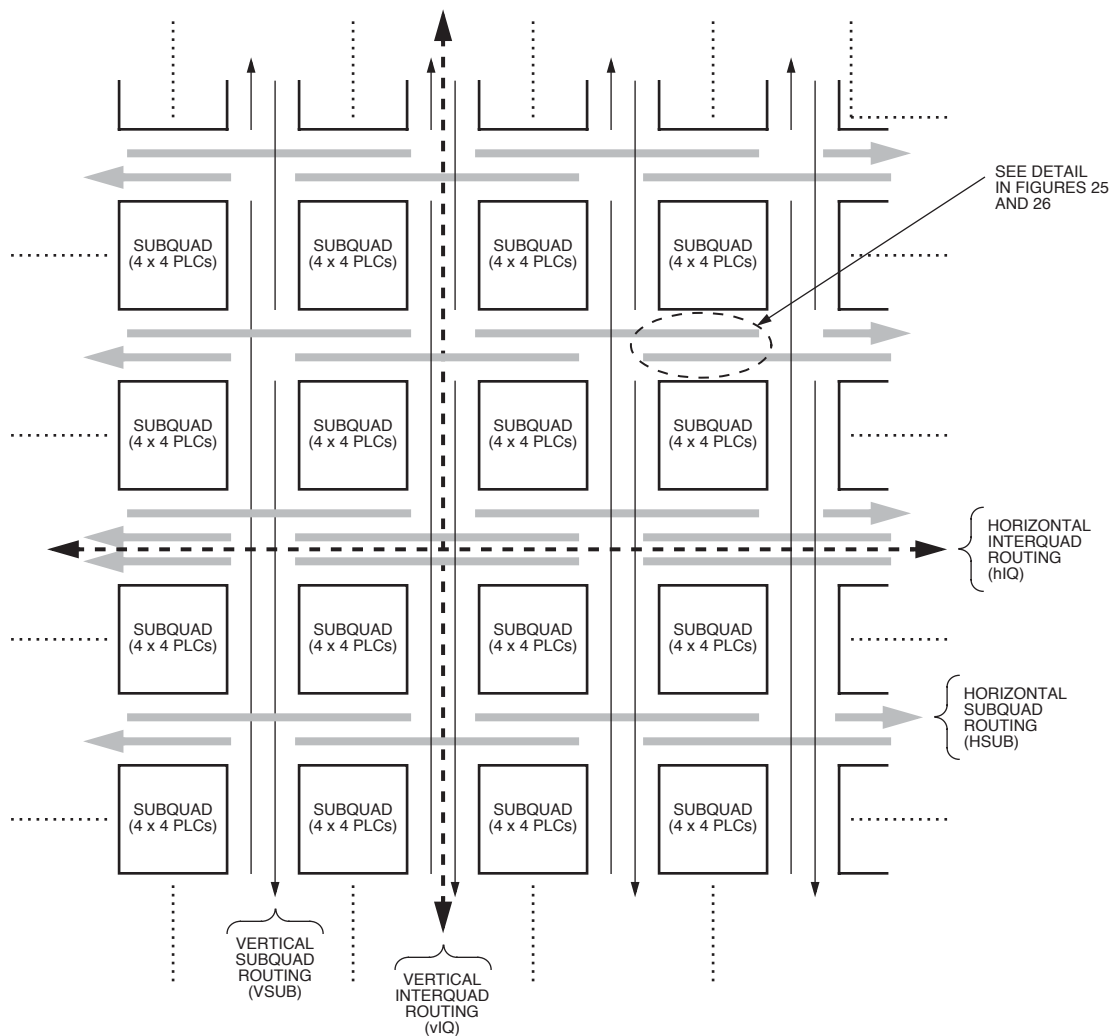 SEE DETAIL
IN FIGURES 25
AND 26
SUBQUAD
(4 x 4 PLCs)
SUBQUAD
(4 x 4 PLCs)
SUBQUAD
(4 x 4 PLCs)
SUBQUAD
(4 x 4 PLCs)
SUBQUAD
(4 x 4 PLCs)
SUBQUAD
(4 x 4 PLCs)
SUBQUAD
(4 x 4 PLCs)
SUBQUAD
(4 x 4 PLCs)
HORIZONTAL
INTERQUAD
ROUTING
(hIQ)
SUBQUAD
(4 x 4 PLCs)
SUBQUAD
(4 x 4 PLCs)
SUBQUAD
(4 x 4 PLCs)
SUBQUAD
(4 x 4 PLCs)
HORIZONTAL
SUBQUAD
ROUTING
(HSUB)
SUBQUAD
(4 x 4 PLCs)
SUBQUAD
(4 x 4 PLCs)
SUBQUAD
(4 x 4 PLCs)
SUBQUAD
(4 x 4 PLCs)
VERTICAL
SUBQUAD
ROUTING
(VSUB)
VERTICAL
INTERQUAD
ROUTING
(vIQ)